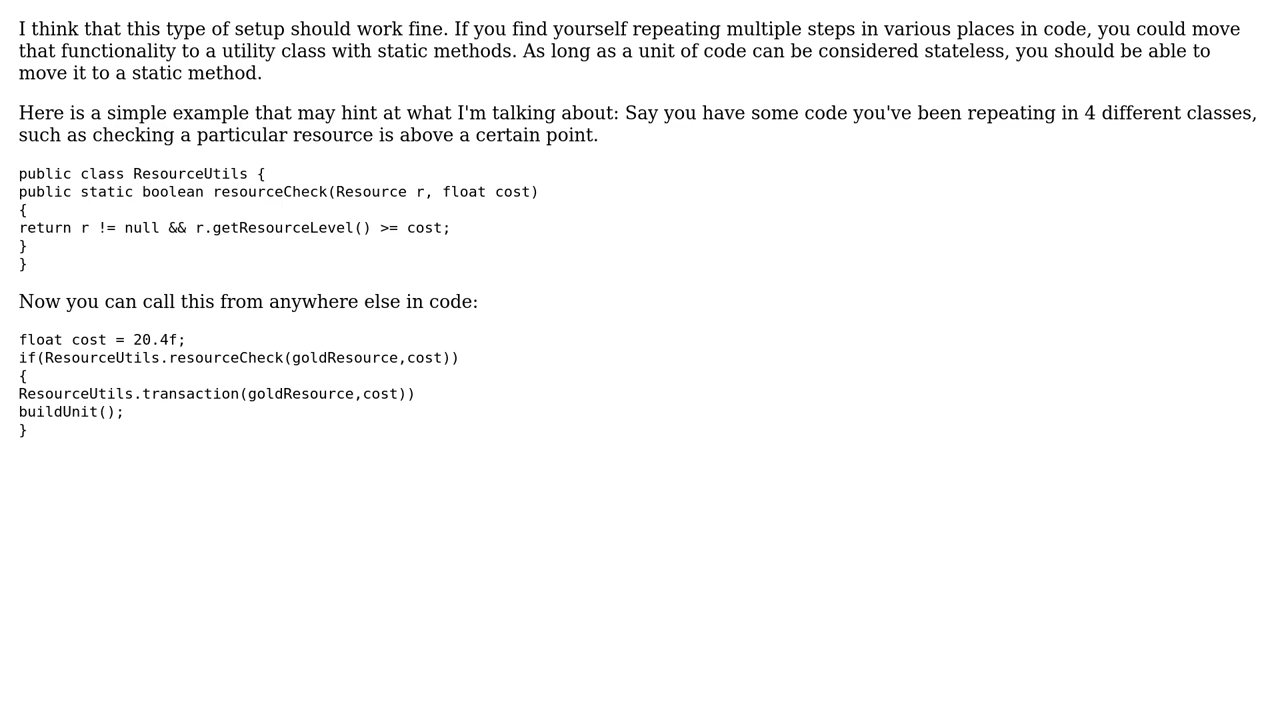 I think that this type of setup should work fine. If you find yourself repeating multiple steps in various places in code, you could move
that functionality to a utility class with static methods. As long as a unit of code can be considered stateless, you should be able to
move it to a static method.
Here is a simple example that may hint at what I'm talking about: Say you have some code you've been repeating in 4 different classes,
such as checking a particular resource is above a certain point.
public class ResourceUtils {
public static boolean resourceCheck(Resource r, float cost)
{
return r != null && r.getResourceLevel() >= cost;
}
}
Now you can call this from anywhere else in code:
float cost = 20.4f;
if(ResourceUtils.resourceCheck(goldResource,cost))
{
ResourceUtils.transaction(goldResource,cost))
buildUnit();
}